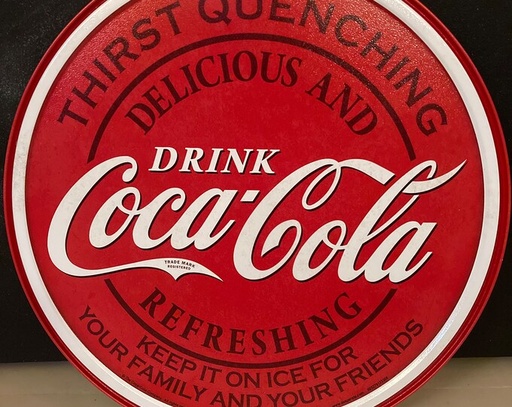 THIRST QUENCHING
DELICIOUS AND
DRINK
Coca-Cola
TRADE MARK
REGISTERED
REFRESHING
KEEP IT ON ICE FOR
YOUR FAMILY AND YOUR FRIENDS